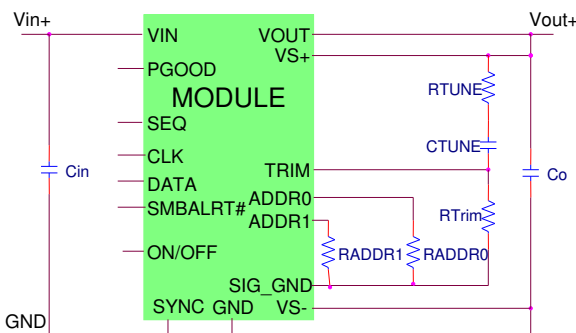 Vin+
VIN
VOUT
Vout+
VS+
PGOOD
MODULE
RTUNE
SEQ
CTUNE
CLK
TRIM
Cin
DATA
Co
SMBALRT#
ADDR0
ADDR1
RTrim
ON/OFF
RADDR1
RADDR0
SIG_GND
SYNC
GND
VS-
GND